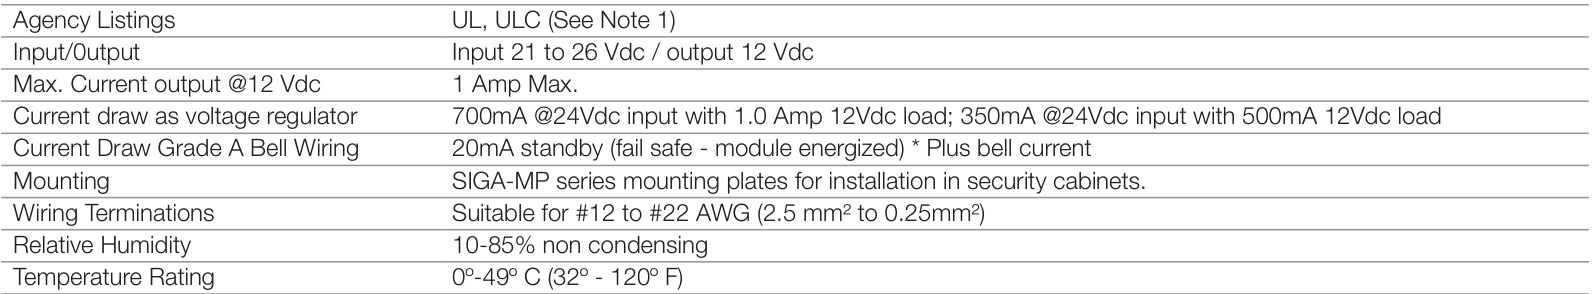 Agency Listings UL, ULC (See Note 1)
Input/0utput Input 21 to 26 Vdc / output 12 Vdc
Max. Current output @12 Vdc 1 Amp Max.
Current draw as voltage regulator 700mA @24Vdc input with 1.0 Amp 12Vdc load; 350mA @24Vdc input with 500mA 12Vdc load
Current Draw Grade A Bell Wiring 20mA standby (fail safe - module energized) * Plus bell current
Mounting SIGA-MP series mounting plates for installation in security cabinets.
Wiring Terminations Suitable for #12 to #22 AWG (2.5 mm² to 0.25mm²)
Relative Humidity 10-85% non condensing
Temperature Rating 0º-49º C (32º - 120º F)